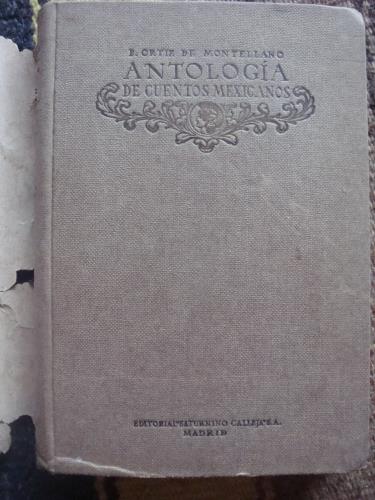 B. ORTIZ DE MONTELLANO
ANTOLOGÍA
DE CUENTOS MEXICANOS
EDITORIAL "SATURNINO CALLEJA" S.A.
MADRID